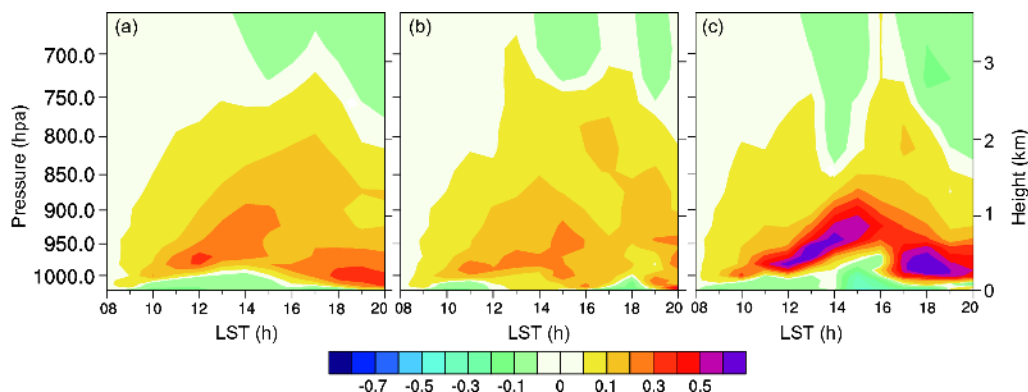 (a) (b) (c)
Pressure (hpa)
700.0
750.0
800.0
850.0
900.0
950.0
1000.0
08 10 12 14 16 18 20
LST (h)
08 10 12 14 16 18 20
LST (h)
08 10 12 14 16 18 20
LST (h)
3
2
1
0
Height (km)
-0.7 -0.5 -0.3 -0.1 0 0.1 0.3 0.5